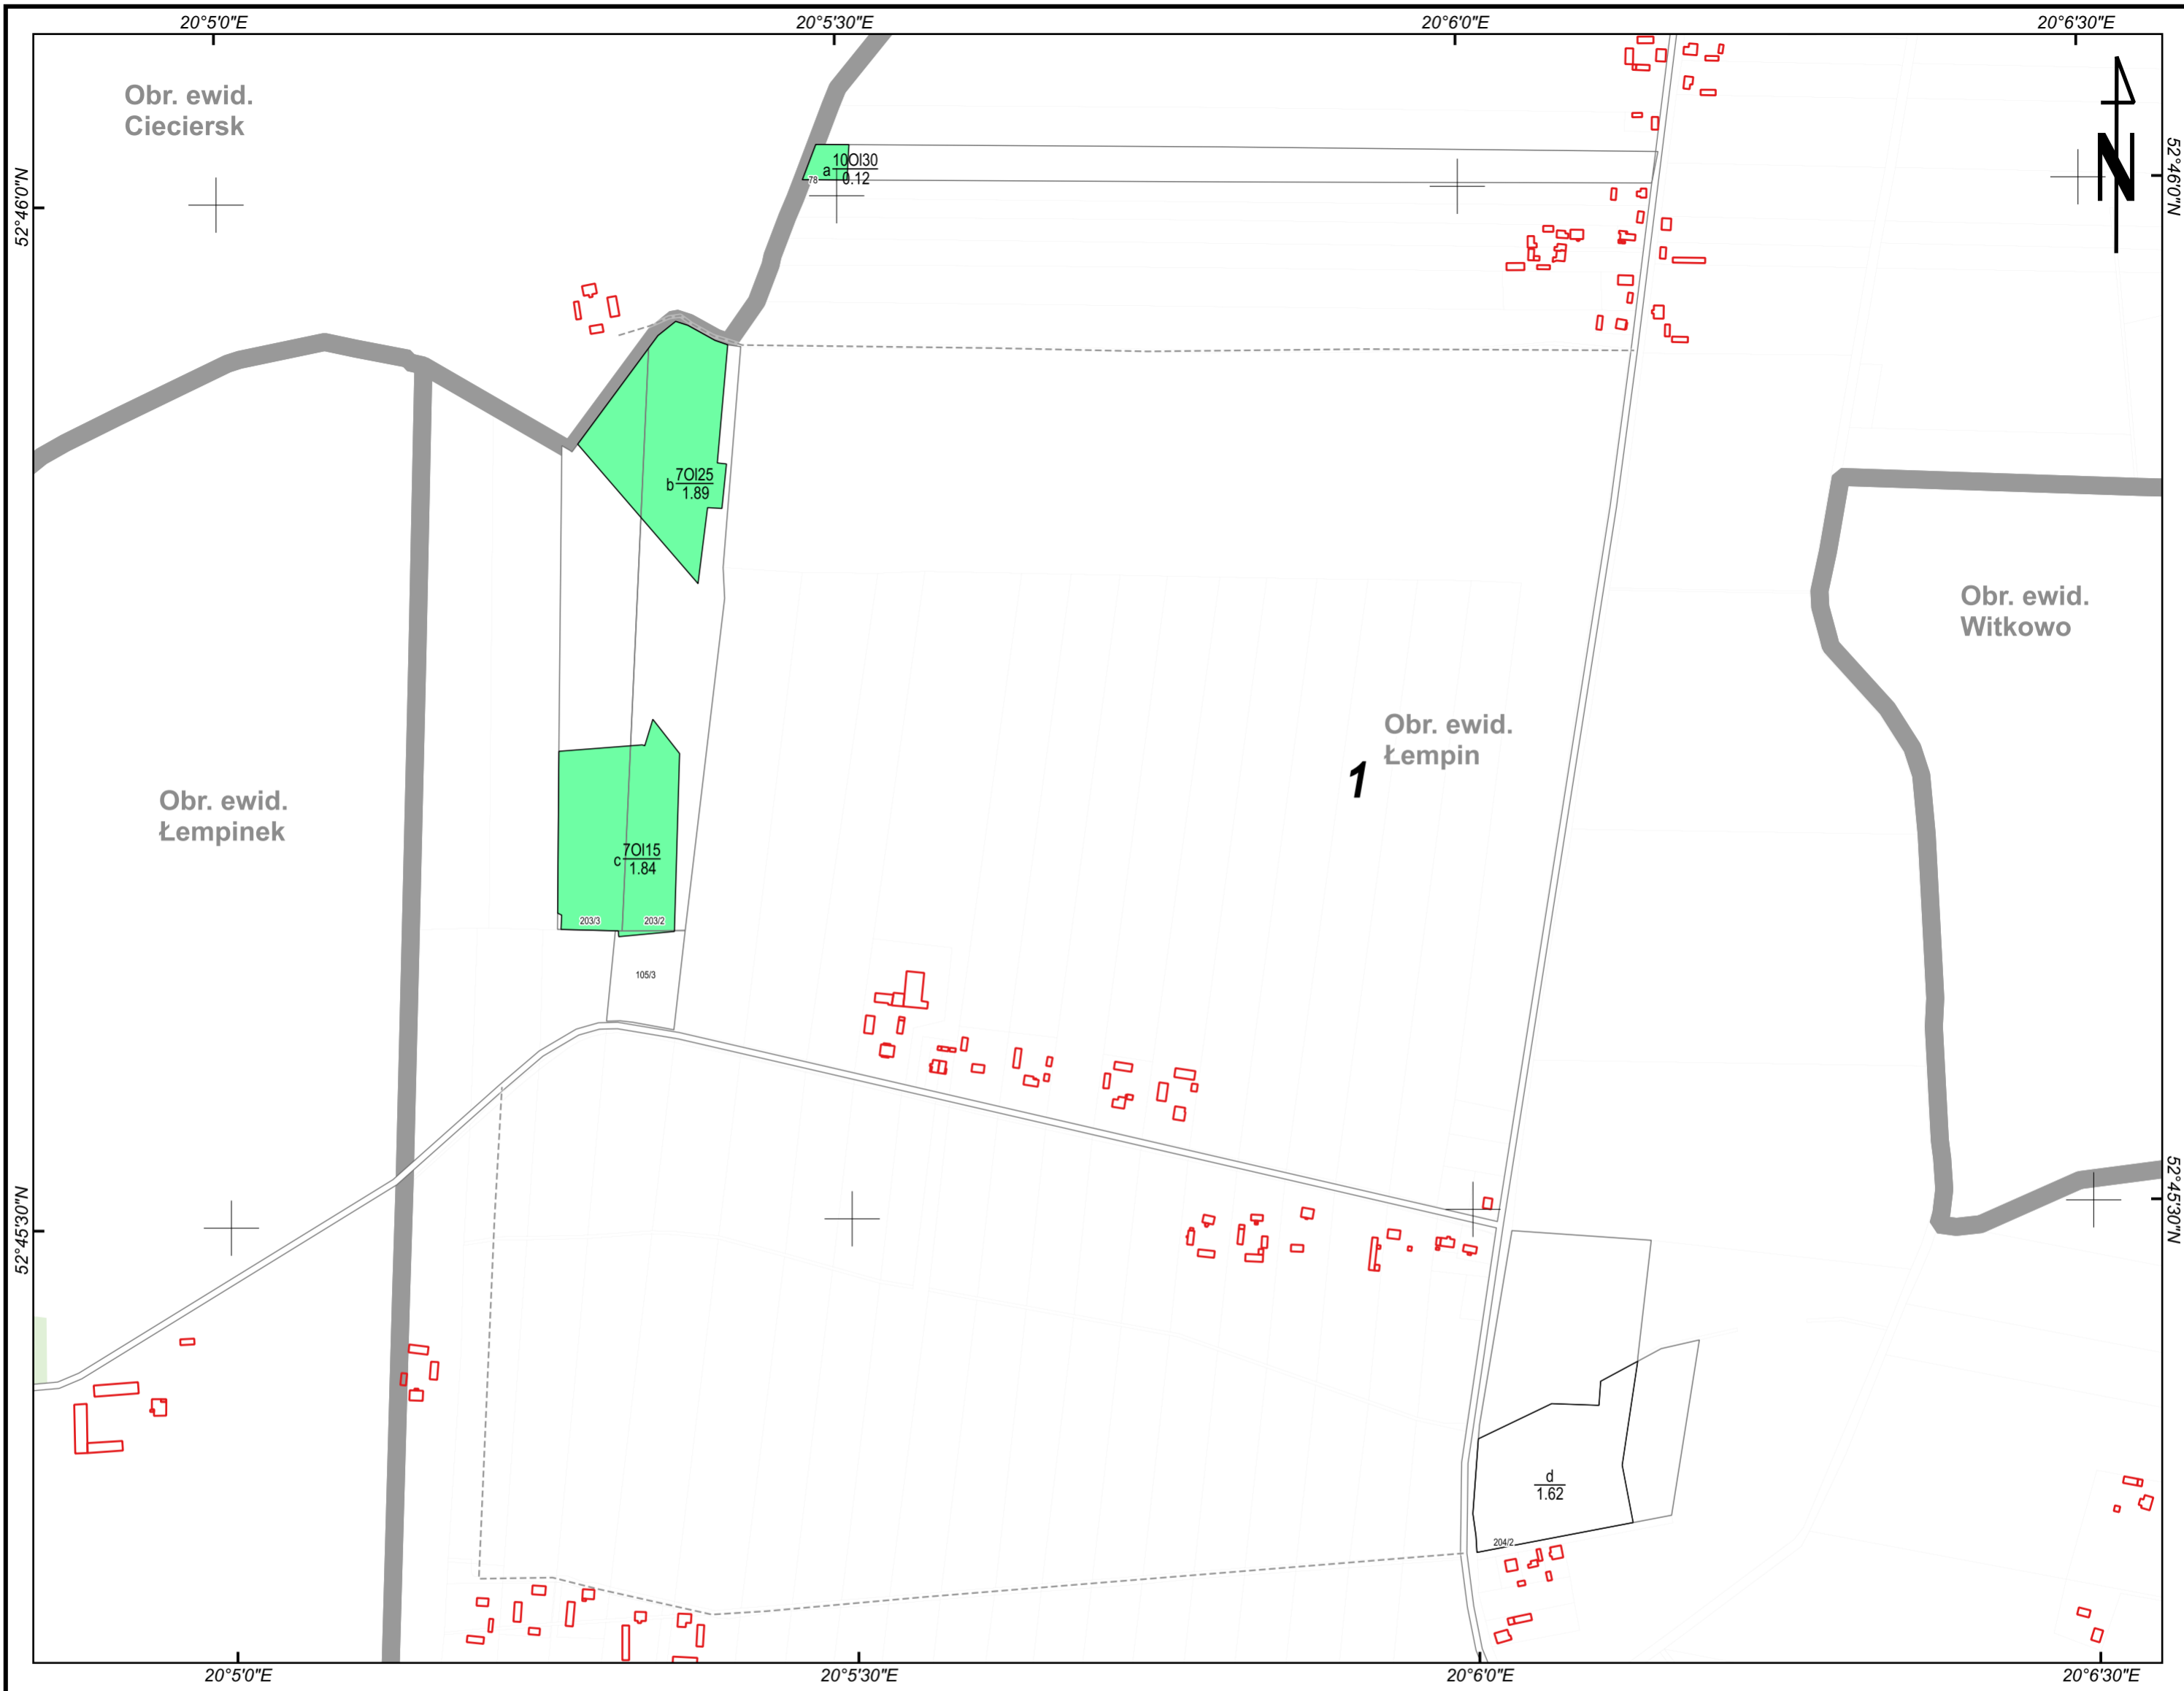 20°5'0"E
20°5'30"E
20°6'0"E
20°6'30"E
Obr. ewid.
Cieciersk
N
52°46'0"N
52°46'0"N
a 10Ol30
0.12
78
b 7Ol25
1.89
Obr. ewid.
Witkowo
Obr. ewid.
Łempin
1
Obr. ewid.
Łempinek
c 7Ol15
1.84
203/3
203/2
105/3
52°45'30"N
52°45'30"N
d
1.62
204/2
20°5'0"E
20°5'30"E
20°6'0"E
20°6'30"E